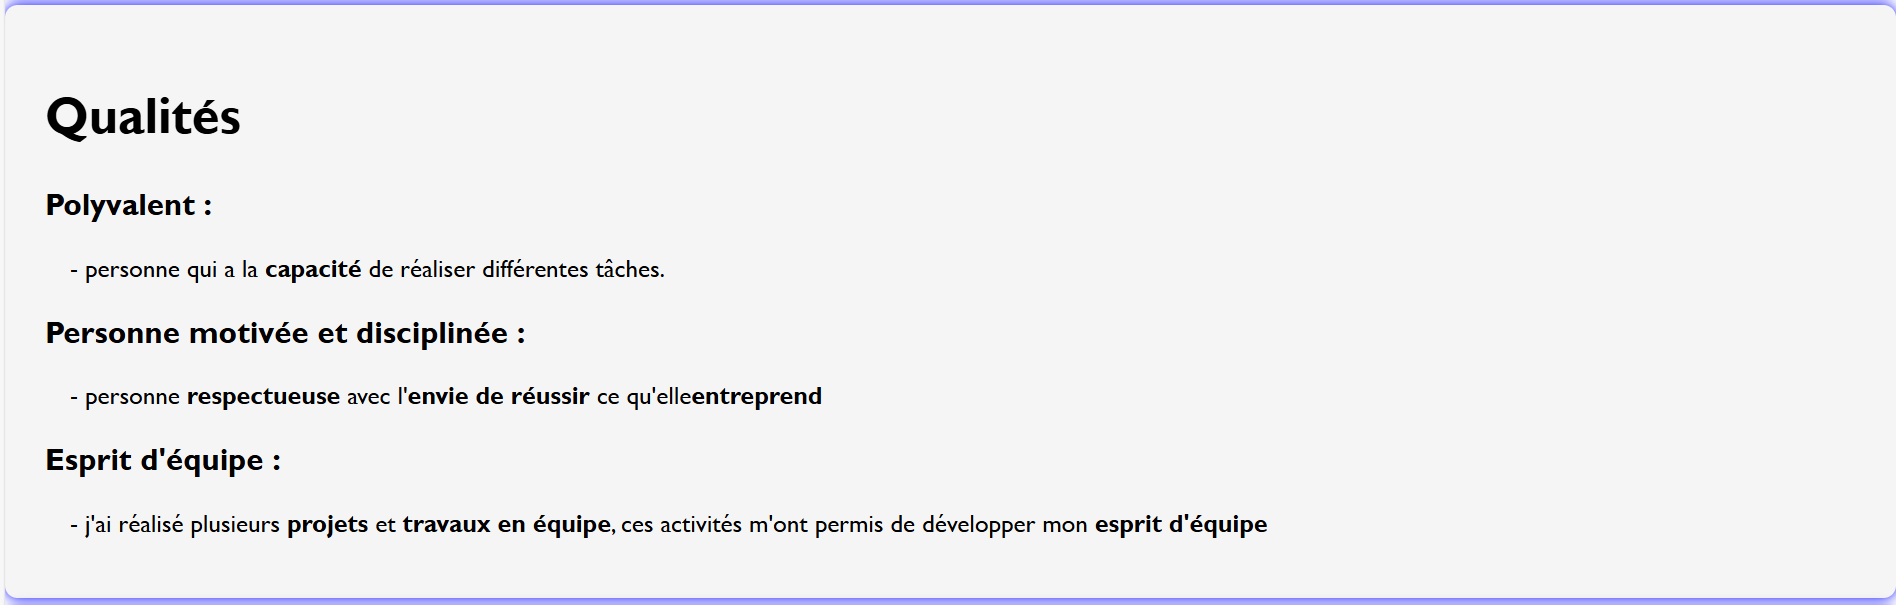 Qualités
Polyvalent :
- personne qui a la capacité de réaliser différentes tâches.
Personne motivée et disciplinée :
- personne respectueuse avec l'envie de réussir ce qu'elleentreprend
Esprit d'équipe :
- j'ai réalisé plusieurs projets et travaux en équipe, ces activités m'ont permis de développer mon esprit d'équipe